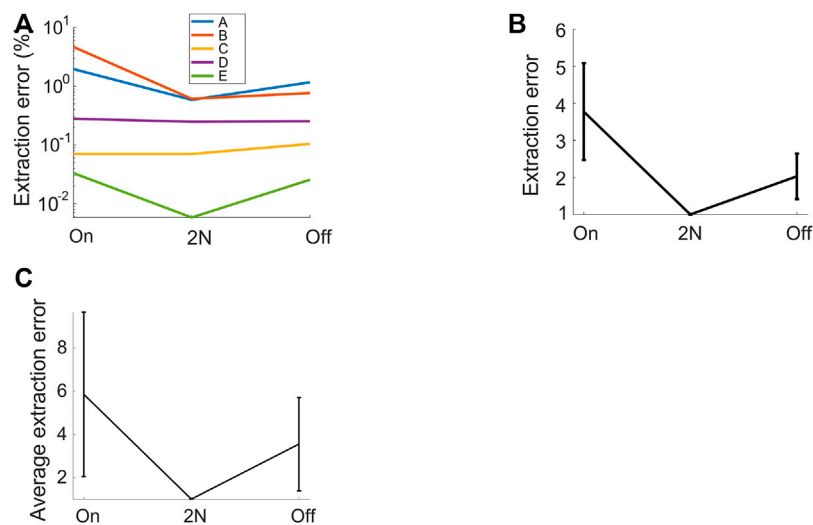 A
Extraction error (%)
10^1
10^0
10^-1
10^-2
A
B
C
D
E
On
2N
Off
B
Extraction error
6
5
4
3
2
1
On
2N
Off
C
Average extraction error
8
6
4
2
On
2N
Off